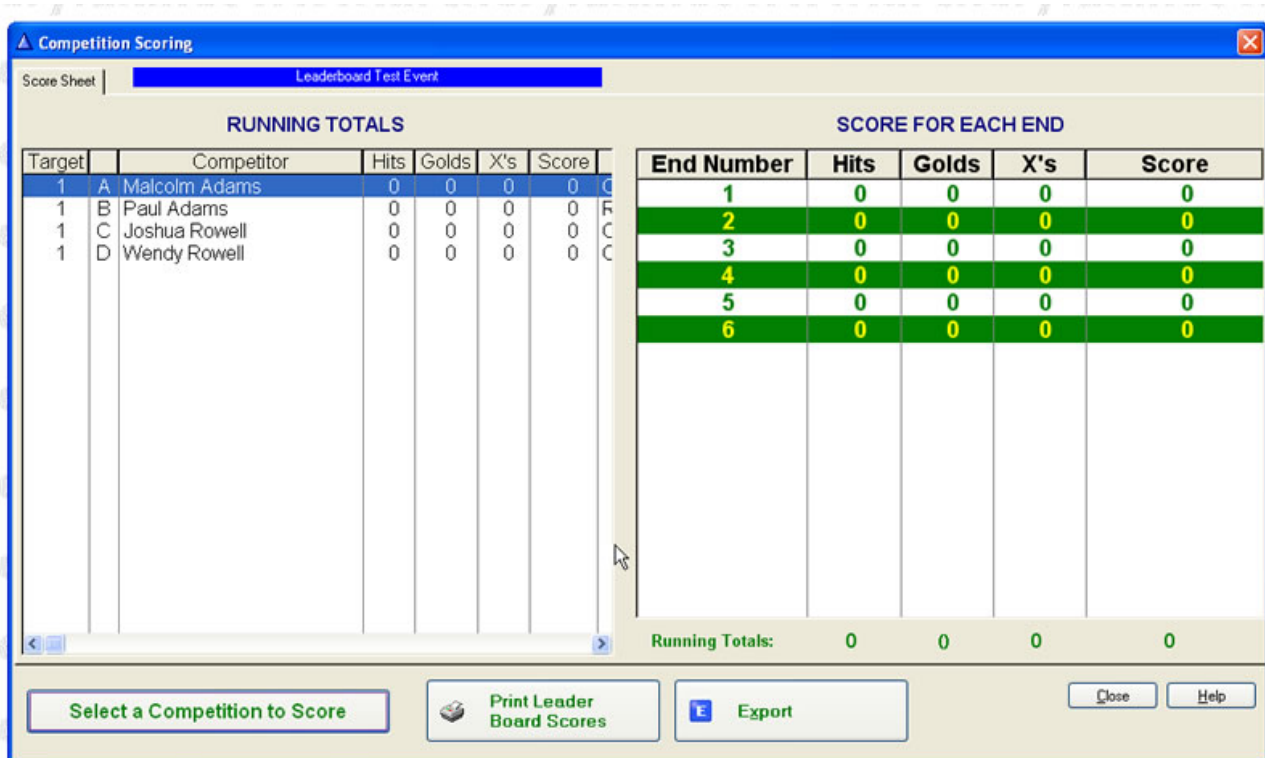 Competition Scoring
Score Sheet
Leaderboard Test Event
RUNNING TOTALS
Target Competitor Hits Golds X's Score
1 A Malcolm Adams 0 0 0 0 C
1 B Paul Adams 0 0 0 0 R
1 C Joshua Rowell 0 0 0 0 C
1 D Wendy Rowell 0 0 0 0 C
SCORE FOR EACH END
End Number Hits Golds X's Score
1 0 0 0 0
2 0 0 0 0
3 0 0 0 0
4 0 0 0 0
5 0 0 0 0
6 0 0 0 0
Running Totals: 0 0 0 0
Select a Competition to Score
Print Leader
Board Scores
E Export
Close
Help